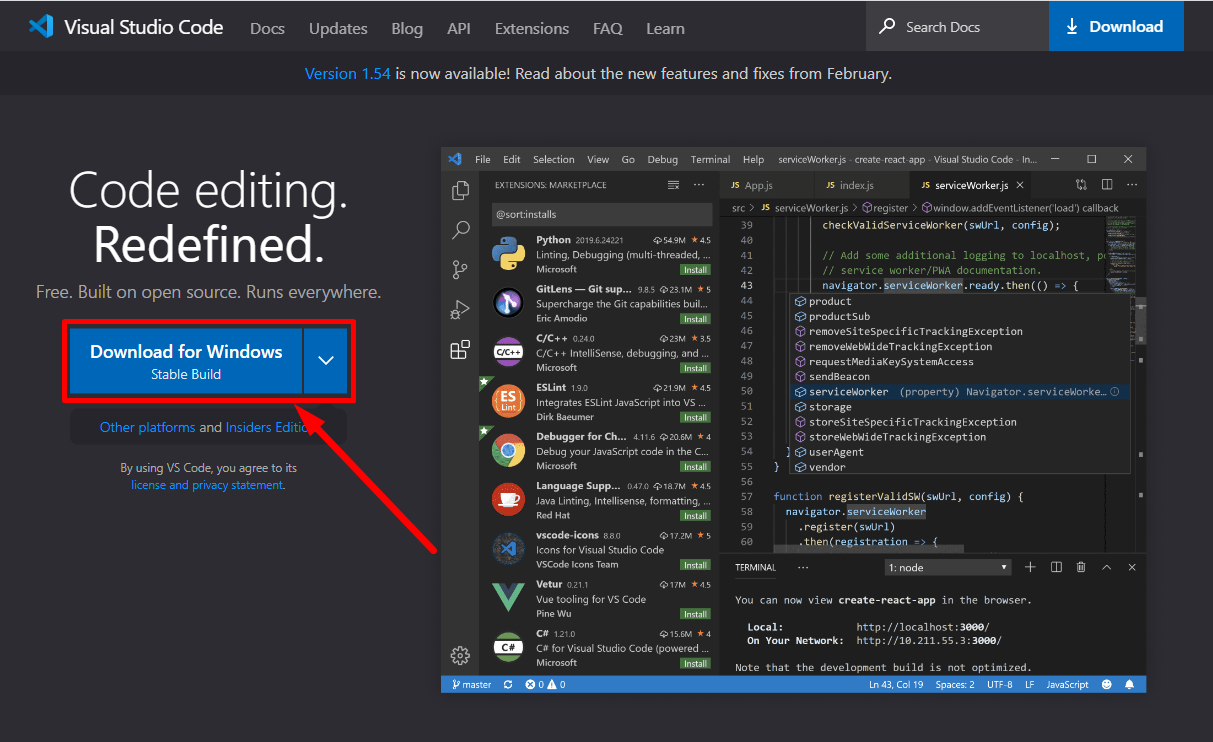 Visual Studio Code Docs Updates Blog API Extensions FAQ Learn Search Docs Download
Version 1.54 is now available! Read about the new features and fixes from February.
Code editing.
Redefined.
Free. Built on open source. Runs everywhere.
Download for Windows
Stable Build
Other platforms and Insiders
By using VS Code, you agree to its
license and privacy statement.
File Edit Selection View Go Debug Terminal Help serviceWorker.js - create-react-app - Visual Studio Code - In...
EXTENSIONS: MARKETPLACE
@sort:installs
Python 2019.6.24221 54.9M ★ 4.5
Linting, Debugging (multi-threaded, ...
Microsoft Install
GitLens — Git sup... 9.8.5 23.1M ★ 5
Supercharge the Git capabilities buil...
Eric Amodio Install
C/C++
C/C++ 0.24.0 23M ★ 3.5
C/C++ IntelliSense, debugging, and ...
Microsoft Install
ES
Lint
ESLint 1.9.0 21.9M ★ 4.5
Integrates ESLint JavaScript into VS ...
Dirk Baeumer Install
Debugger for Ch... 4.11.6 20.6M ★ 4
Debug your JavaScript code in the C...
Microsoft Install
Language Supp... 0.47.0 18.7M ★ 4.5
Java Linting, Intellisense, formatting, ...
Red Hat Install
vscode-icons 8.8.0 17.2M ★ 5
Icons for Visual Studio Code
VSCode Icons Team Install
Vetur 0.21.1 17M ★ 4.5
Vue tooling for VS Code
Pine Wu Install
C#
C# 1.21.0 15.6M ★ 4
C# for Visual Studio Code (powered ...
Microsoft Install
JS App.js JS index.js JS serviceWorker.js
src > JS serviceWorker.js > register > window.addEventListener('load') callback
39 checkValidServiceWorker(swUrl, config);
40
41 // Add some additional logging to localhost,
42 // service worker/PWA documentation.
43 navigator.serviceWorker.ready.then(() => {
44 product
45 productSub
46 removeSiteSpecificTrackingException
47 removeWebWideTrackingException
48 requestMediaKeySystemAccess
49 sendBeacon
50 serviceWorker (property) Navigator.serviceWorke...
51 storage
52 storeSiteSpecificTrackingException
53 storeWebWideTrackingException
54 } userAgent
55 } vendor
56
57 function registerValidSW(swUrl, config) {
58 navigator.serviceWorker
59 .register(swUrl)
60 .then(registration => {
TERMINAL ... 1: node
You can now view create-react-app in the browser.
Local: http://localhost:3000/
On Your Network: http://10.211.55.3:3000/
Note that the development build is not optimized.
master 0 0 Ln 43, Col 19 Spaces: 2 UTF-8 LF JavaScript